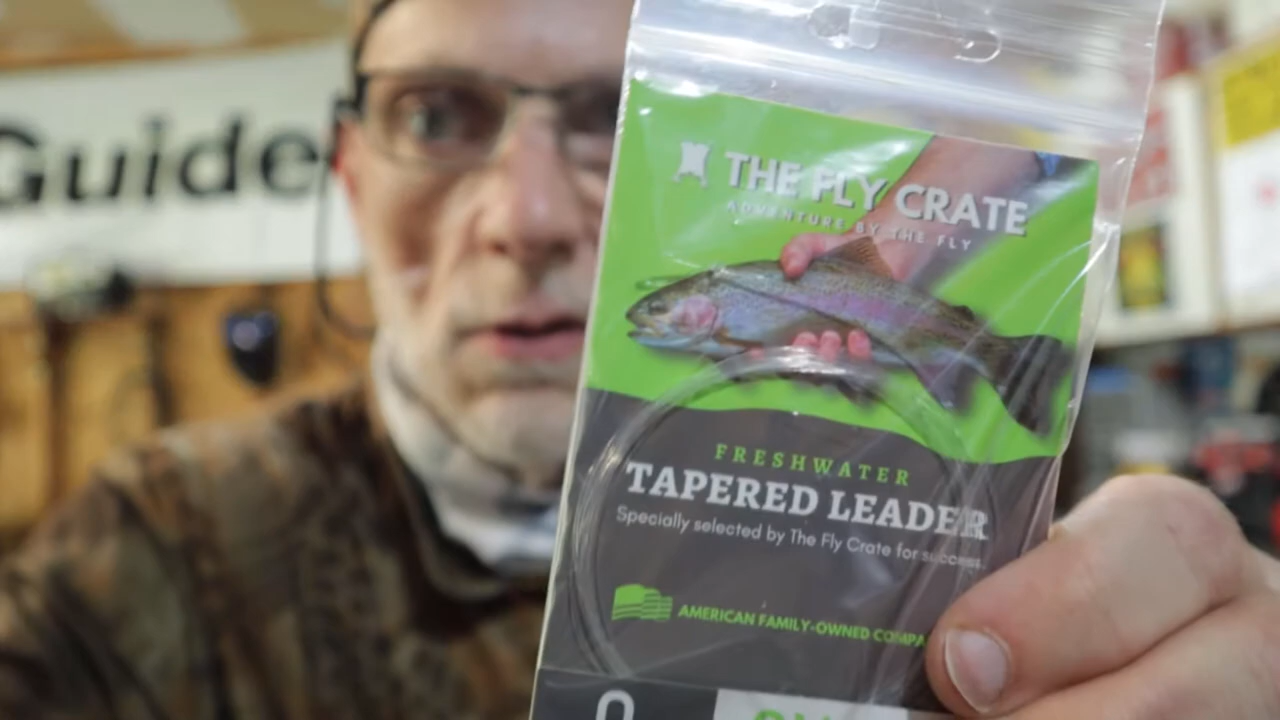 Guide
THE FLY CRATE
ADVENTURE BY THE FLY
FRESHWATER
TAPERED LEADER
Specially selected by The Fly Crate for success.
AMERICAN FAMILY-OWNED